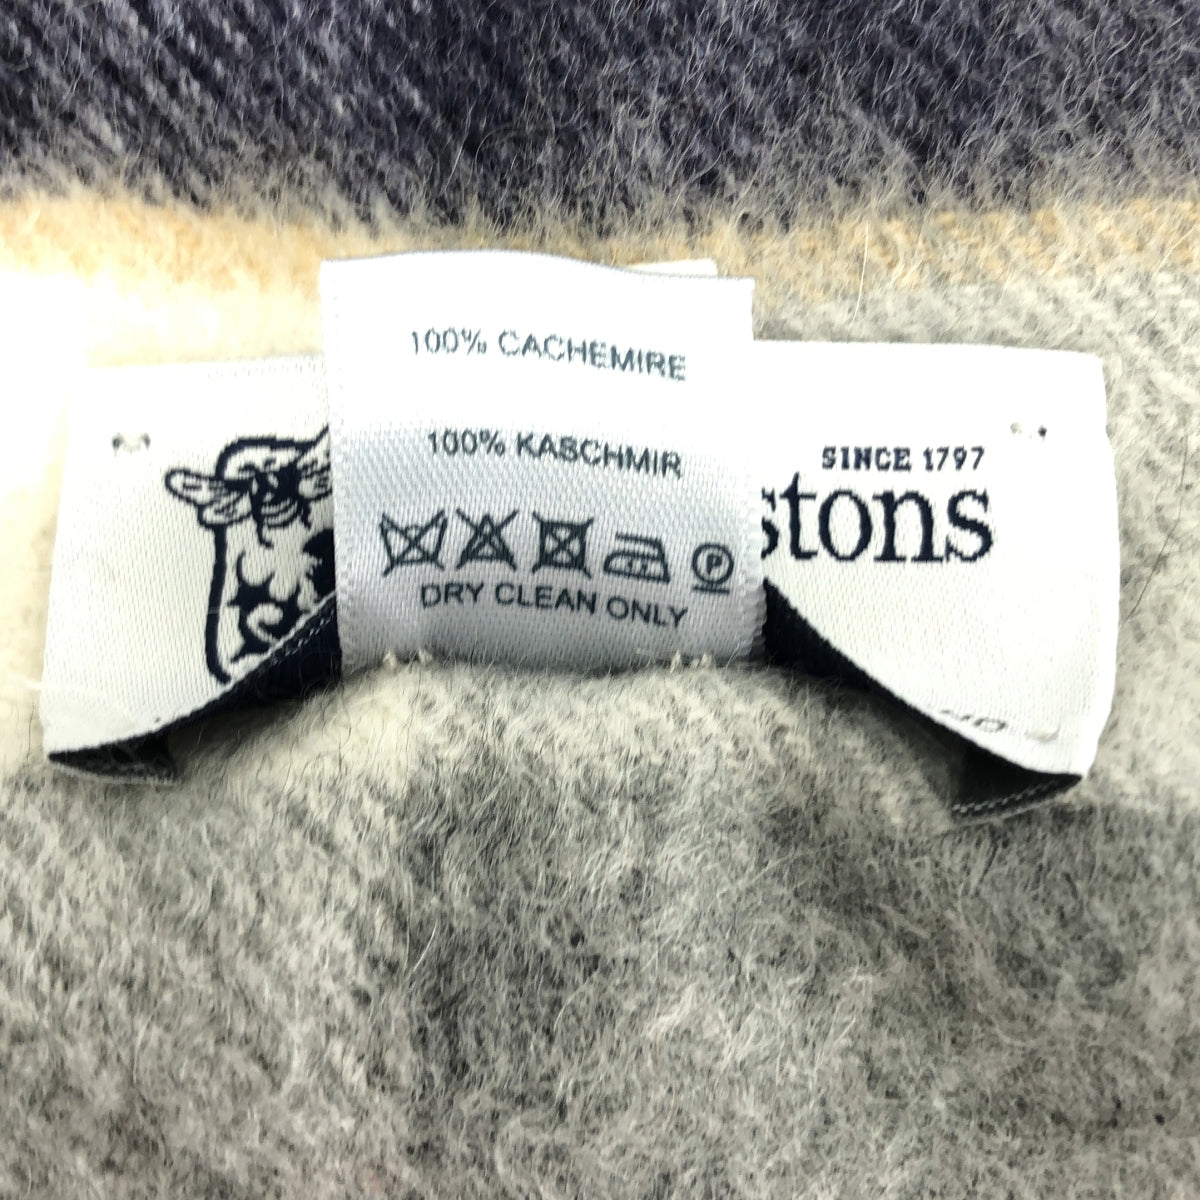 100% CACHEMIRE
100% KASCHMIR
P
DRY CLEAN ONLY
SINCE 1797
stons